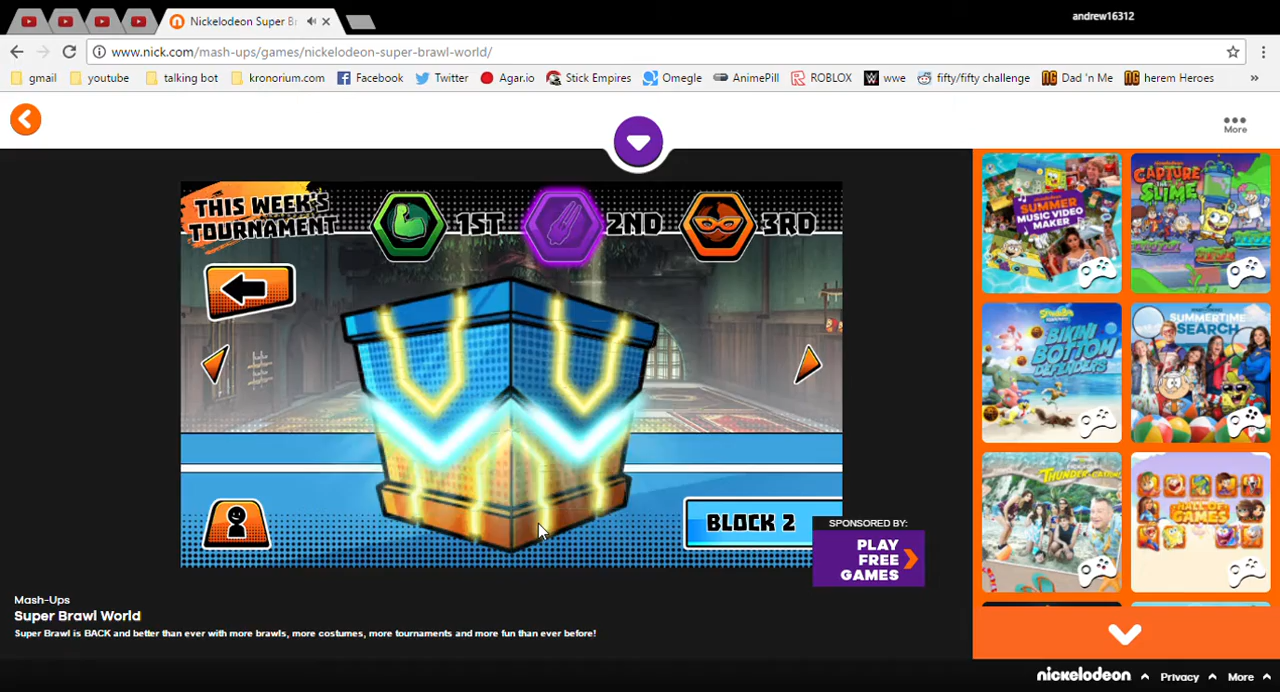 andrew16312
Nickelodeon Super Br
www.nick.com/mash-ups/games/nickelodeon-super-brawl-world/
gmail youtube talking bot kronorium.com Facebook Twitter Agar.io Stick Empires Omegle AnimePill ROBLOX wwe fifty/fifty challenge Dad 'n Me herem Heroes »
More
THIS WEEK'S
TOURNAMENT
1ST 2ND 3RD
BLOCK 2
SPONSORED BY:
PLAY
FREE
GAMES
SUMMER
MUSIC VIDEO
MAKER
CAPTURE
SLIME
BIKINI
BOTTOM
DEFENDERS
SUMMERTIME
SEARCH
HALL OF
GAMES
Mash-Ups
Super Brawl World
Super Brawl is BACK and better than ever with more brawls, more costumes, more tournaments and more fun than ever before!
nickelodeon Privacy More